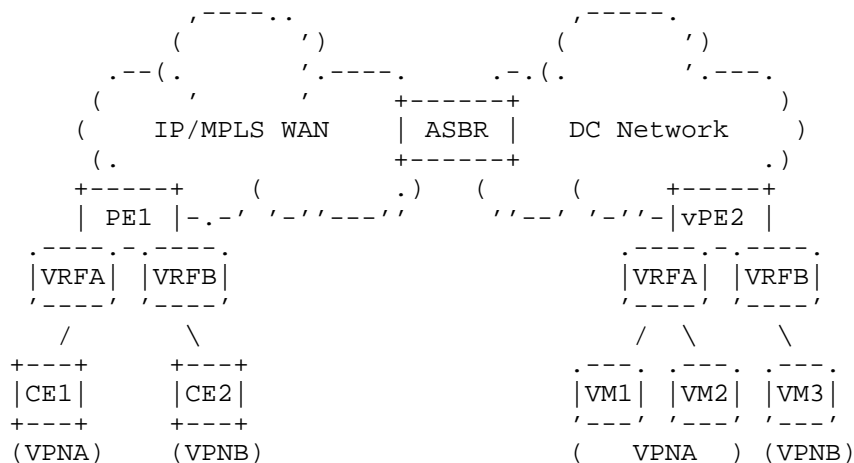 IP/MPLS WAN | ASBR | DC Network
| PE1 | |vPE2 |
|VRFA| |VRFB| |VRFA| |VRFB|
|CE1| |CE2| |VM1| |VM2| |VM3|
(VPNA) (VPNB) ( VPNA ) (VPNB)